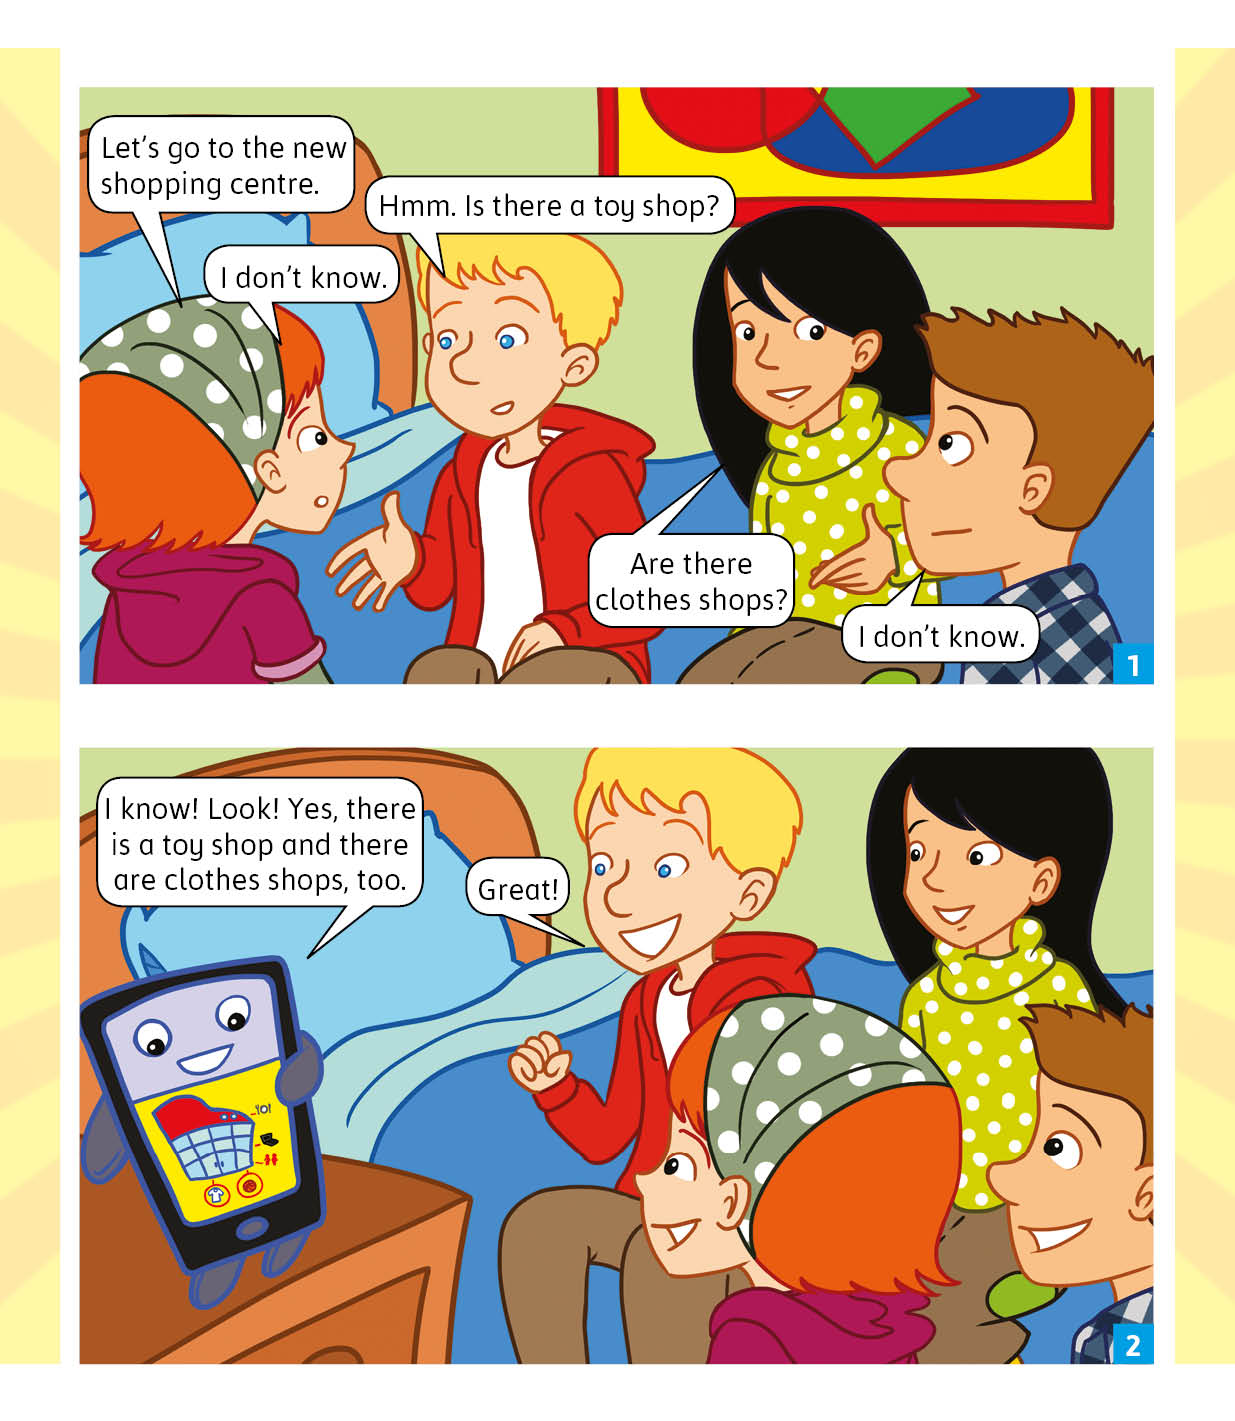 Let's go to the new
shopping centre.
I don't know.
Hmm. Is there a toy shop?
Are there
clothes shops?
I don't know.
1
I know! Look! Yes, there
is a toy shop and there
are clothes shops, too.
Great!
2